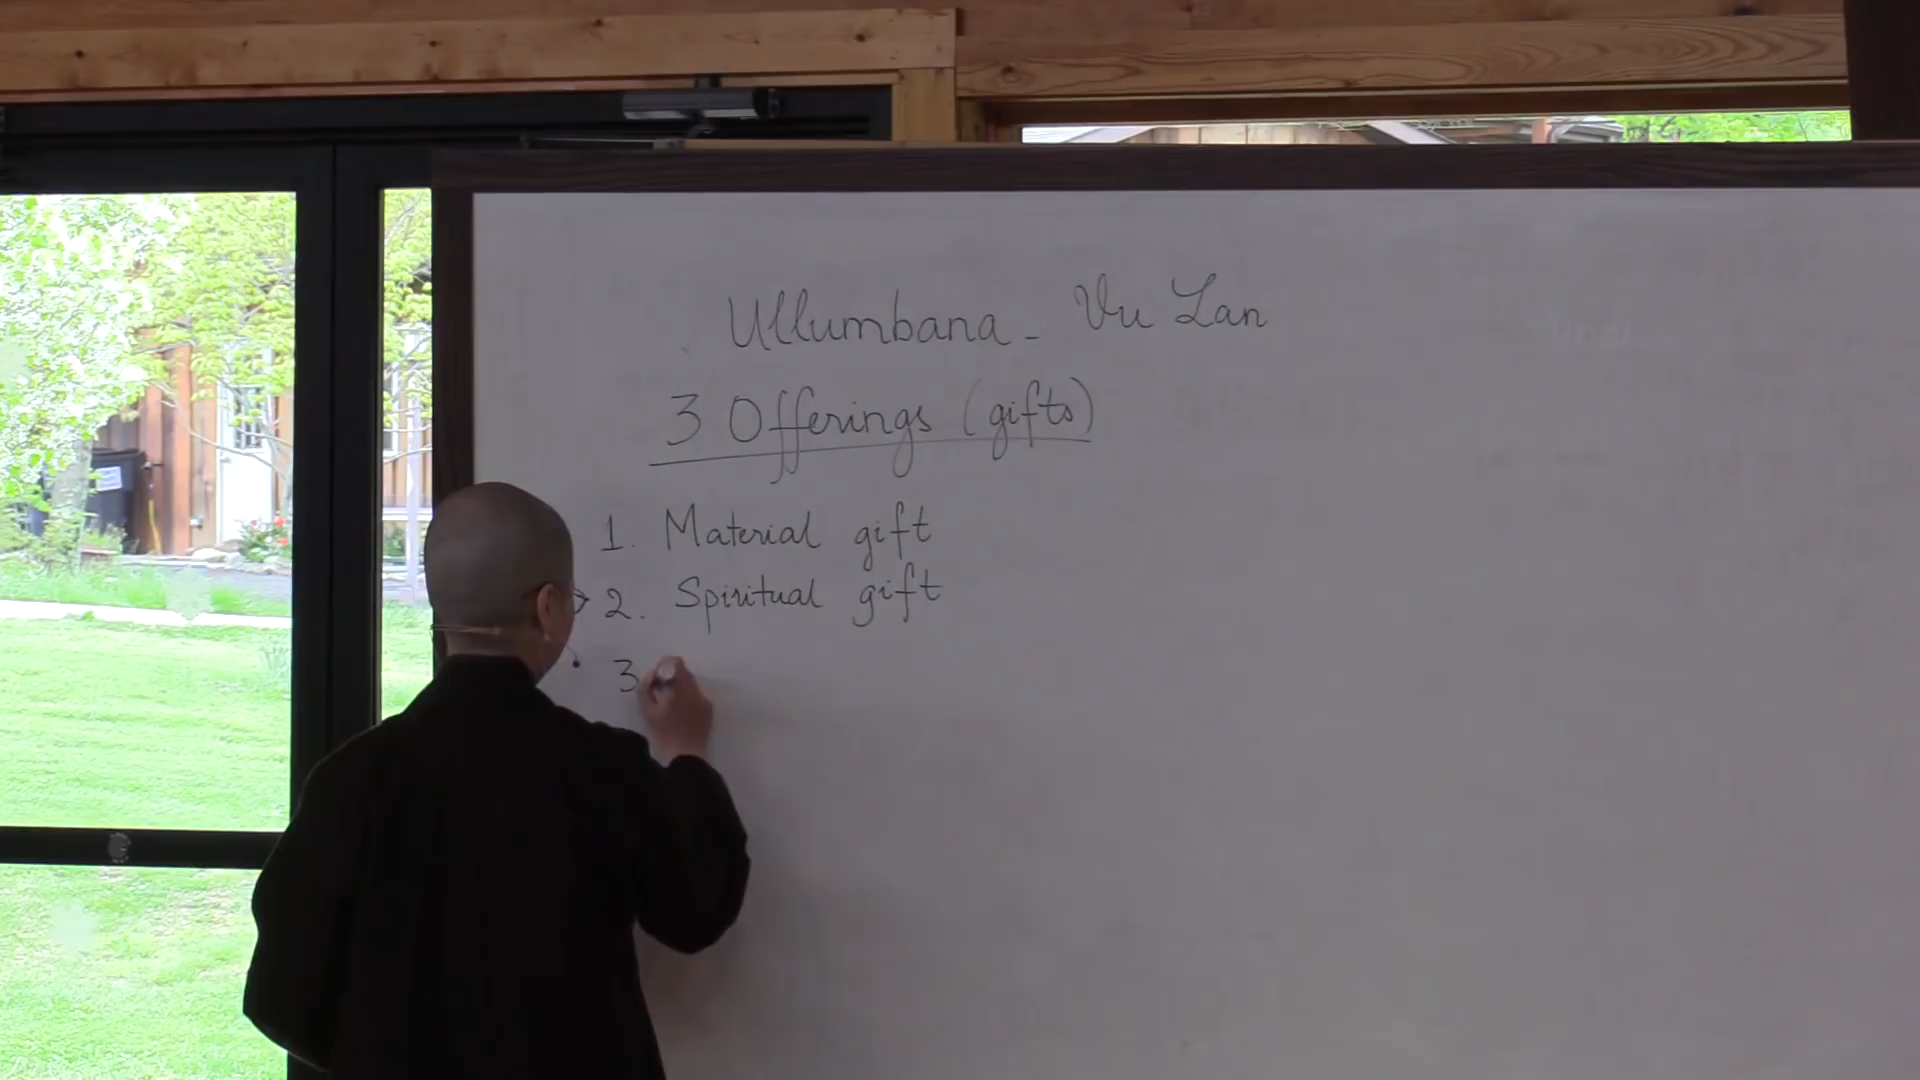 Ullumbana - Vu Lan
3 Offerings (gifts)
1. Material gift
2. Spiritual gift
3